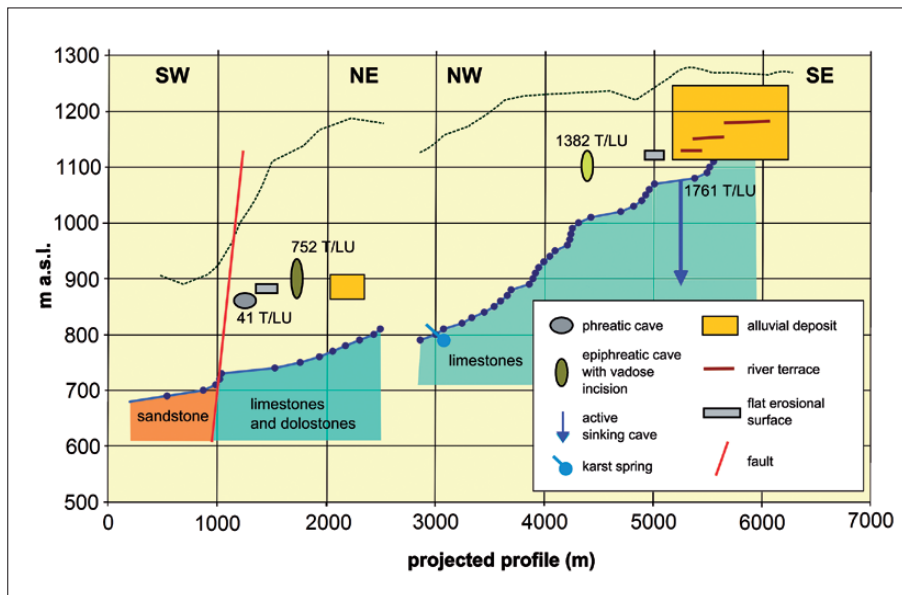 SW
NE
NW
SE
1300
1200
1100
1000
900
800
700
600
500
m a.s.l.
1382 T/LU
1761 T/LU
752 T/LU
41 T/LU
sandstone
limestones
and dolostones
limestones
phreatic cave
epiphreatic cave
with vadose
incision
active
sinking cave
karst spring
alluvial deposit
river terrace
flat erosional
surface
fault
0
1000
2000
3000
4000
5000
6000
7000
projected profile (m)